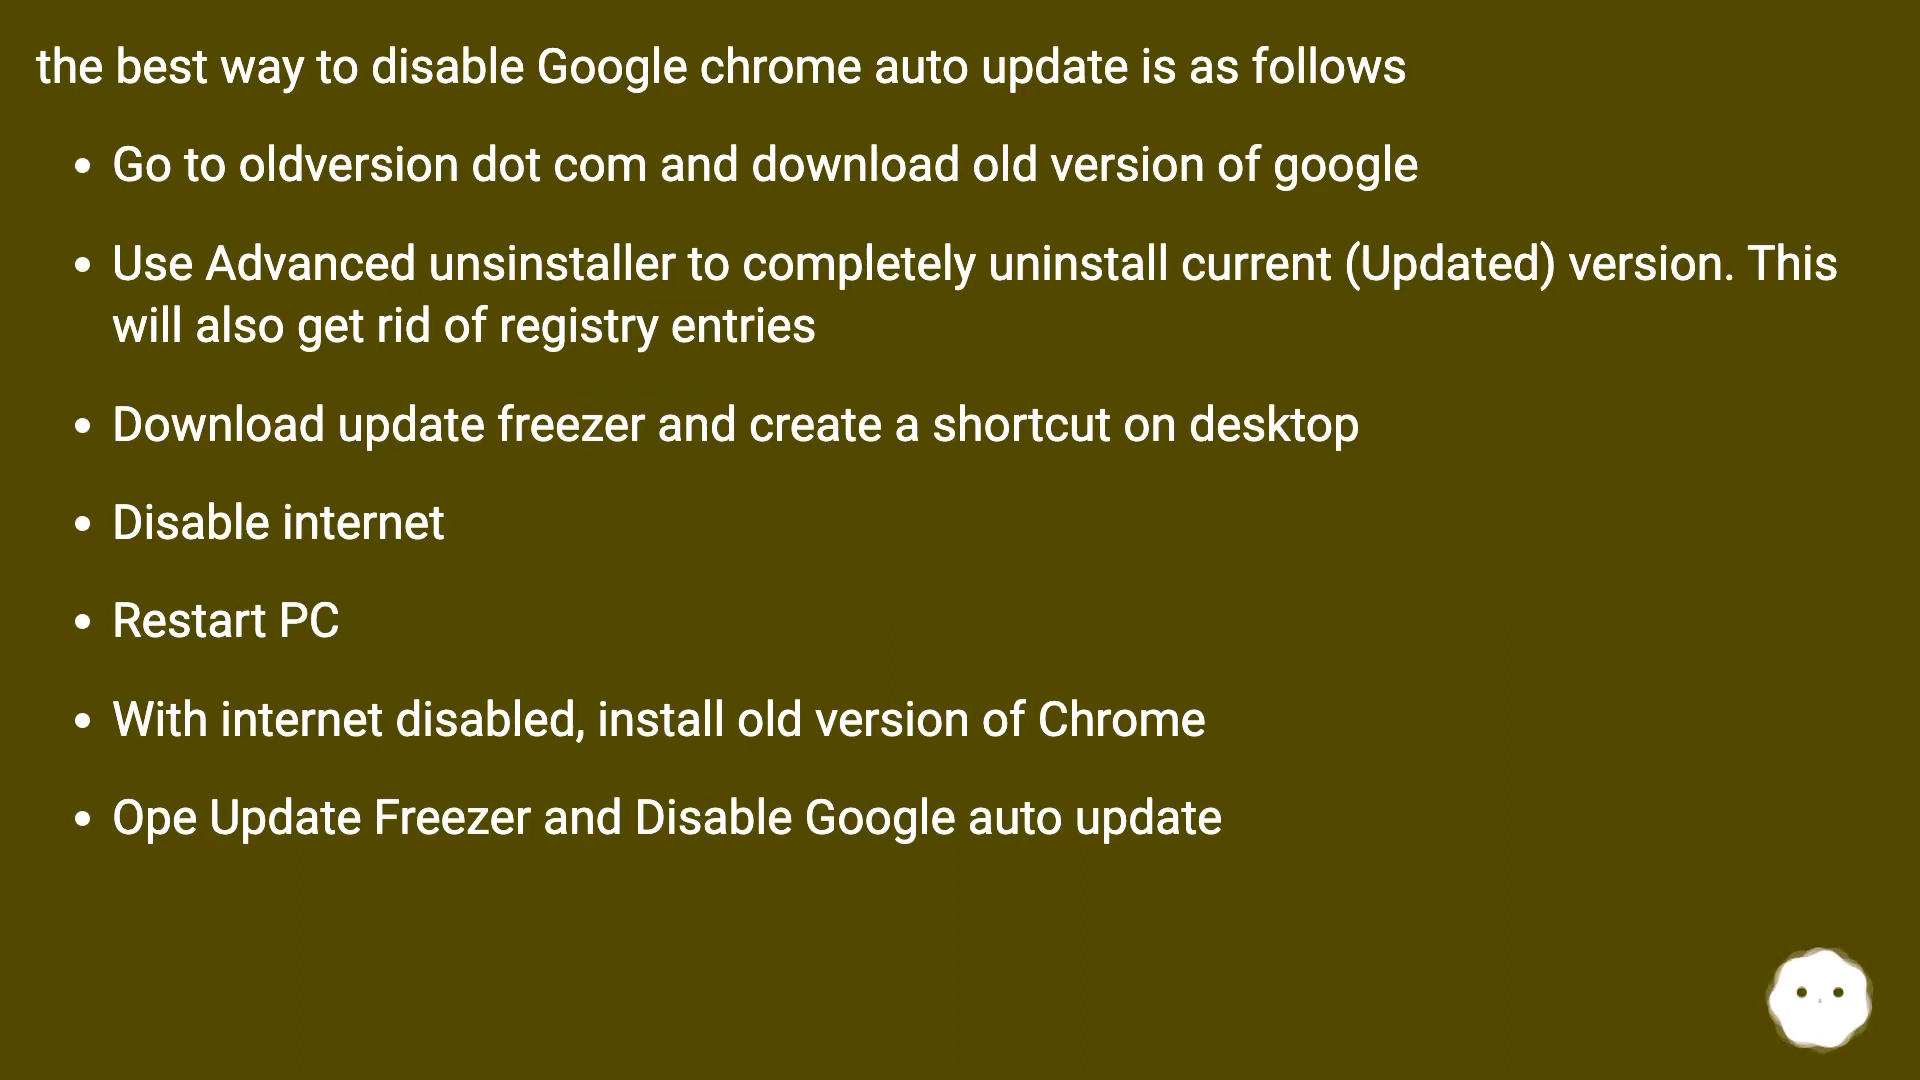 the best way to disable Google chrome auto update is as follows
• Go to oldversion dot com and download old version of google
• Use Advanced unsinstaller to completely uninstall current (Updated) version. This
will also get rid of registry entries
• Download update freezer and create a shortcut on desktop
• Disable internet
• Restart PC
• With internet disabled, install old version of Chrome
• Ope Update Freezer and Disable Google auto update